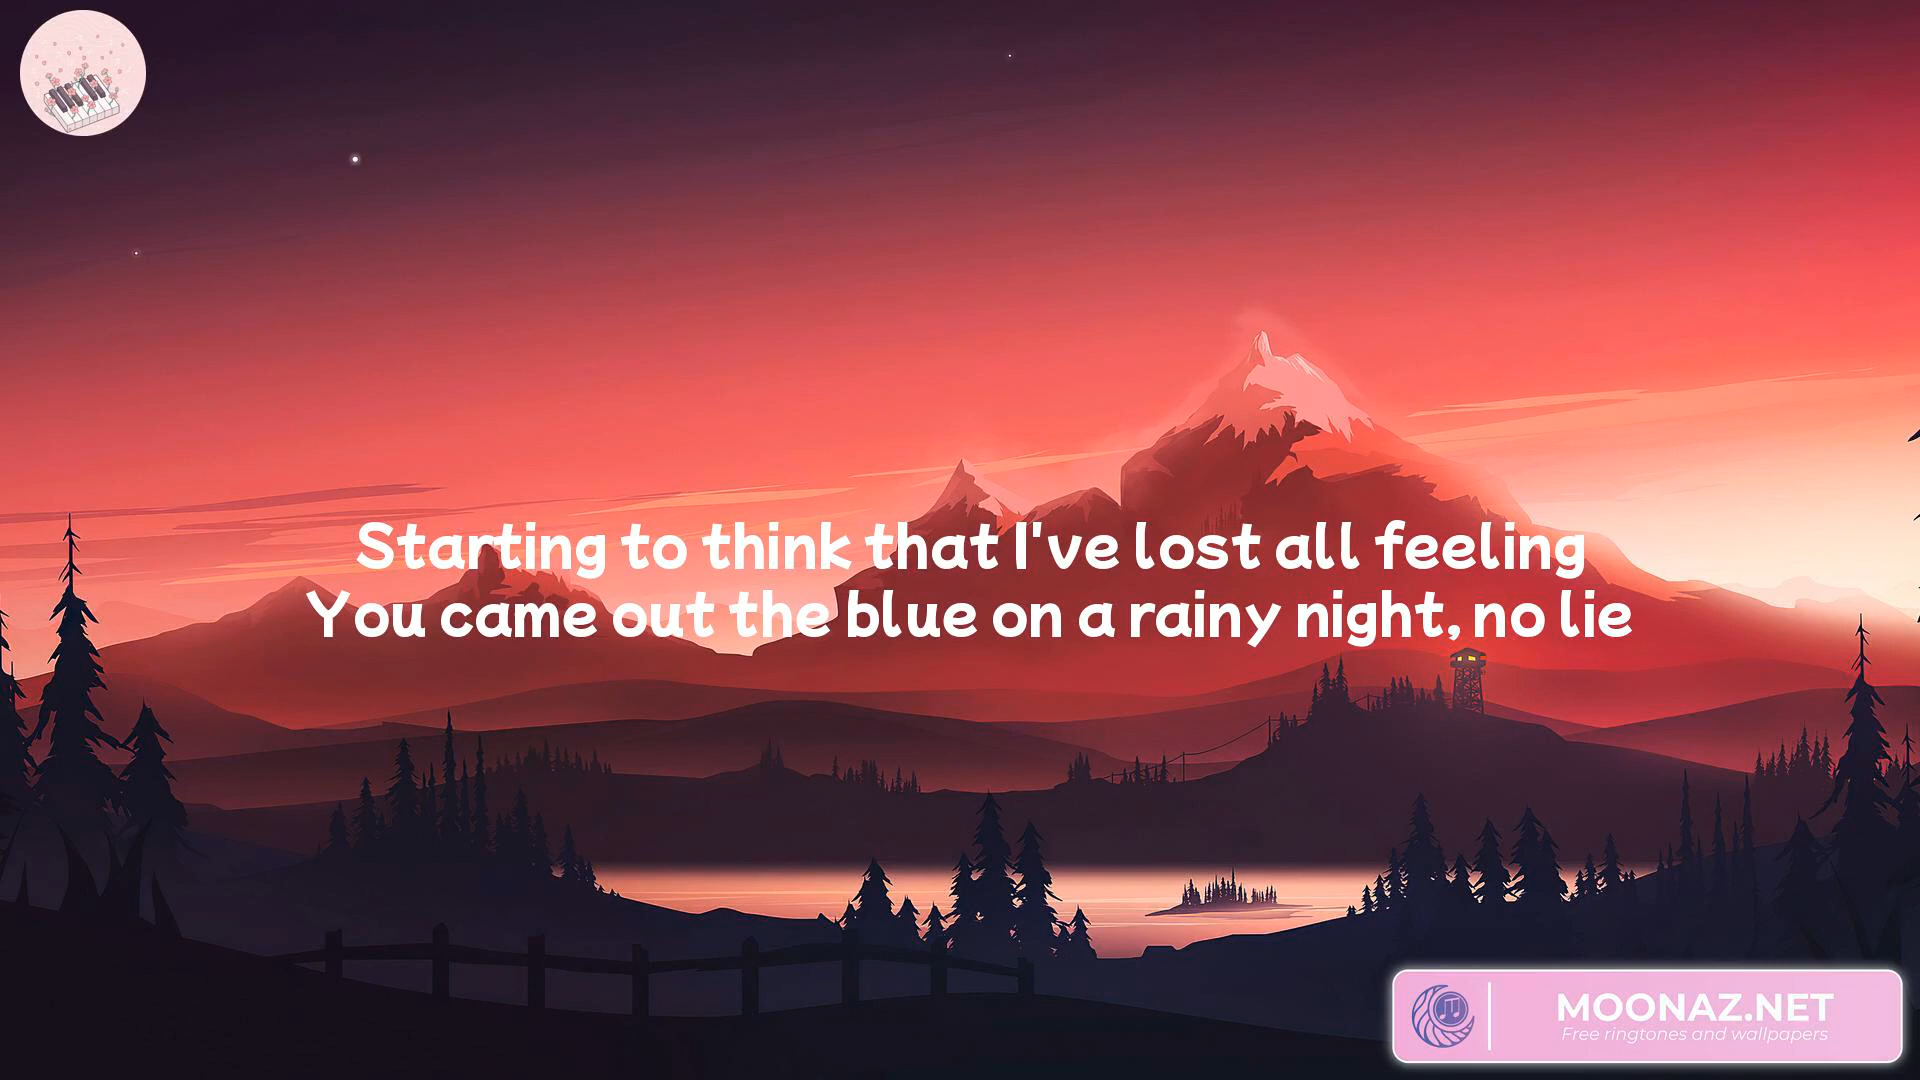 Starting to think that I've lost all feeling
You came out the blue on a rainy night, no lie
MOONAZ.NET
Free ringtones and wallpapers